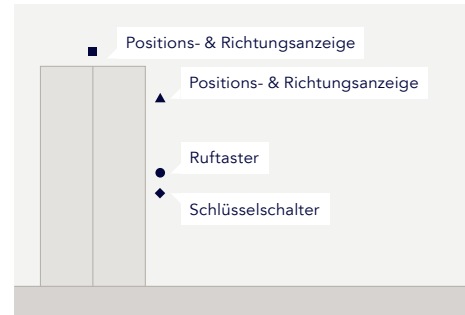 Positions- & Richtungsanzeige
Positions- & Richtungsanzeige
Ruftaster
Schlüsselschalter